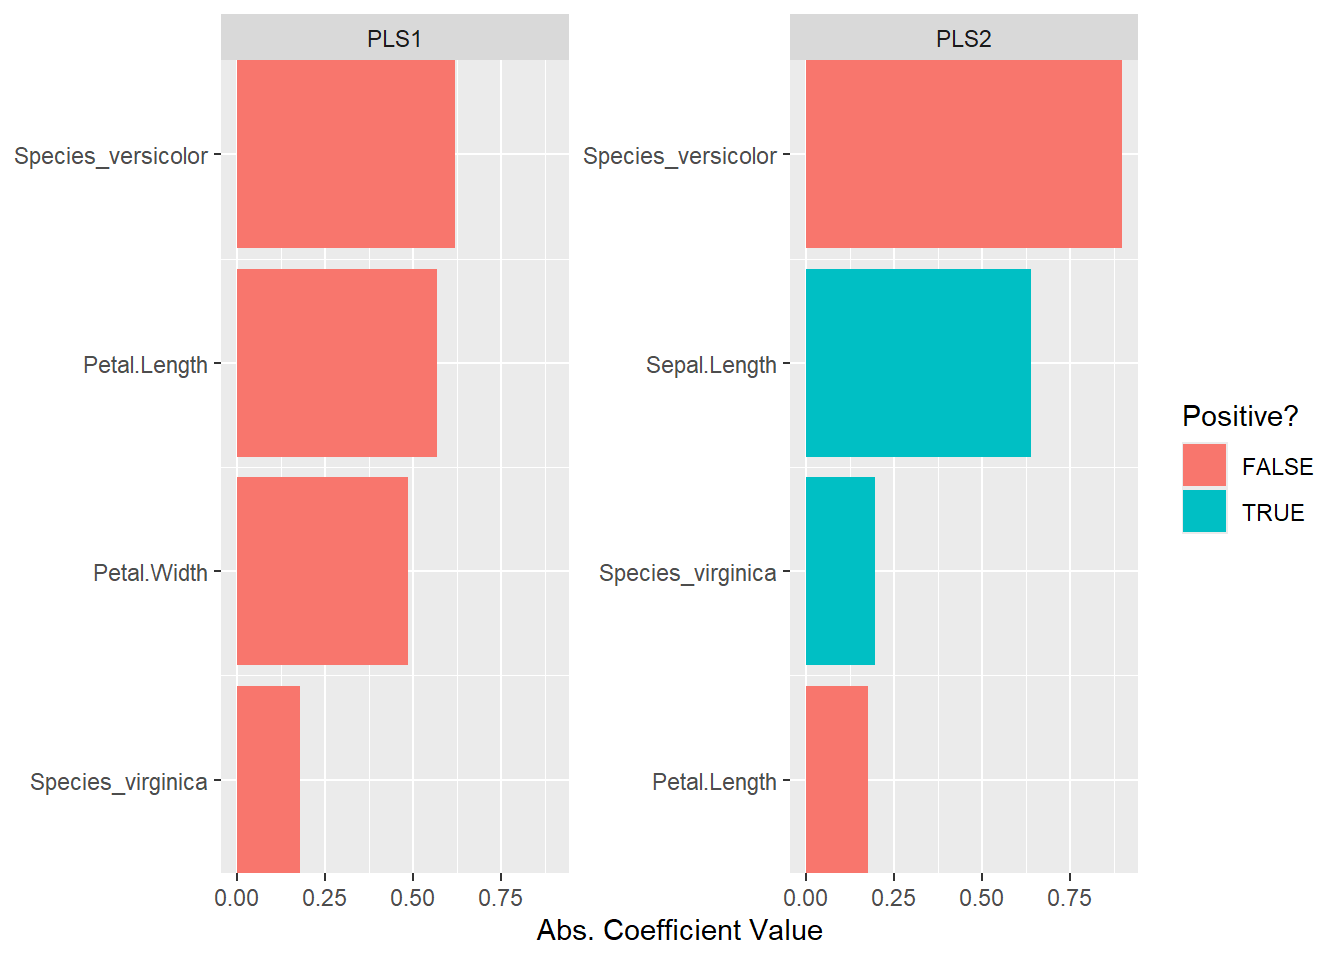 PLS1
Species_versicolor
Petal.Length
Petal.Width
Species_virginica
0.00 0.25 0.50 0.75
PLS2
Species_versicolor
Sepal.Length
Species_virginica
Petal.Length
0.00 0.25 0.50 0.75
Abs. Coefficient Value
Positive?
FALSE
TRUE